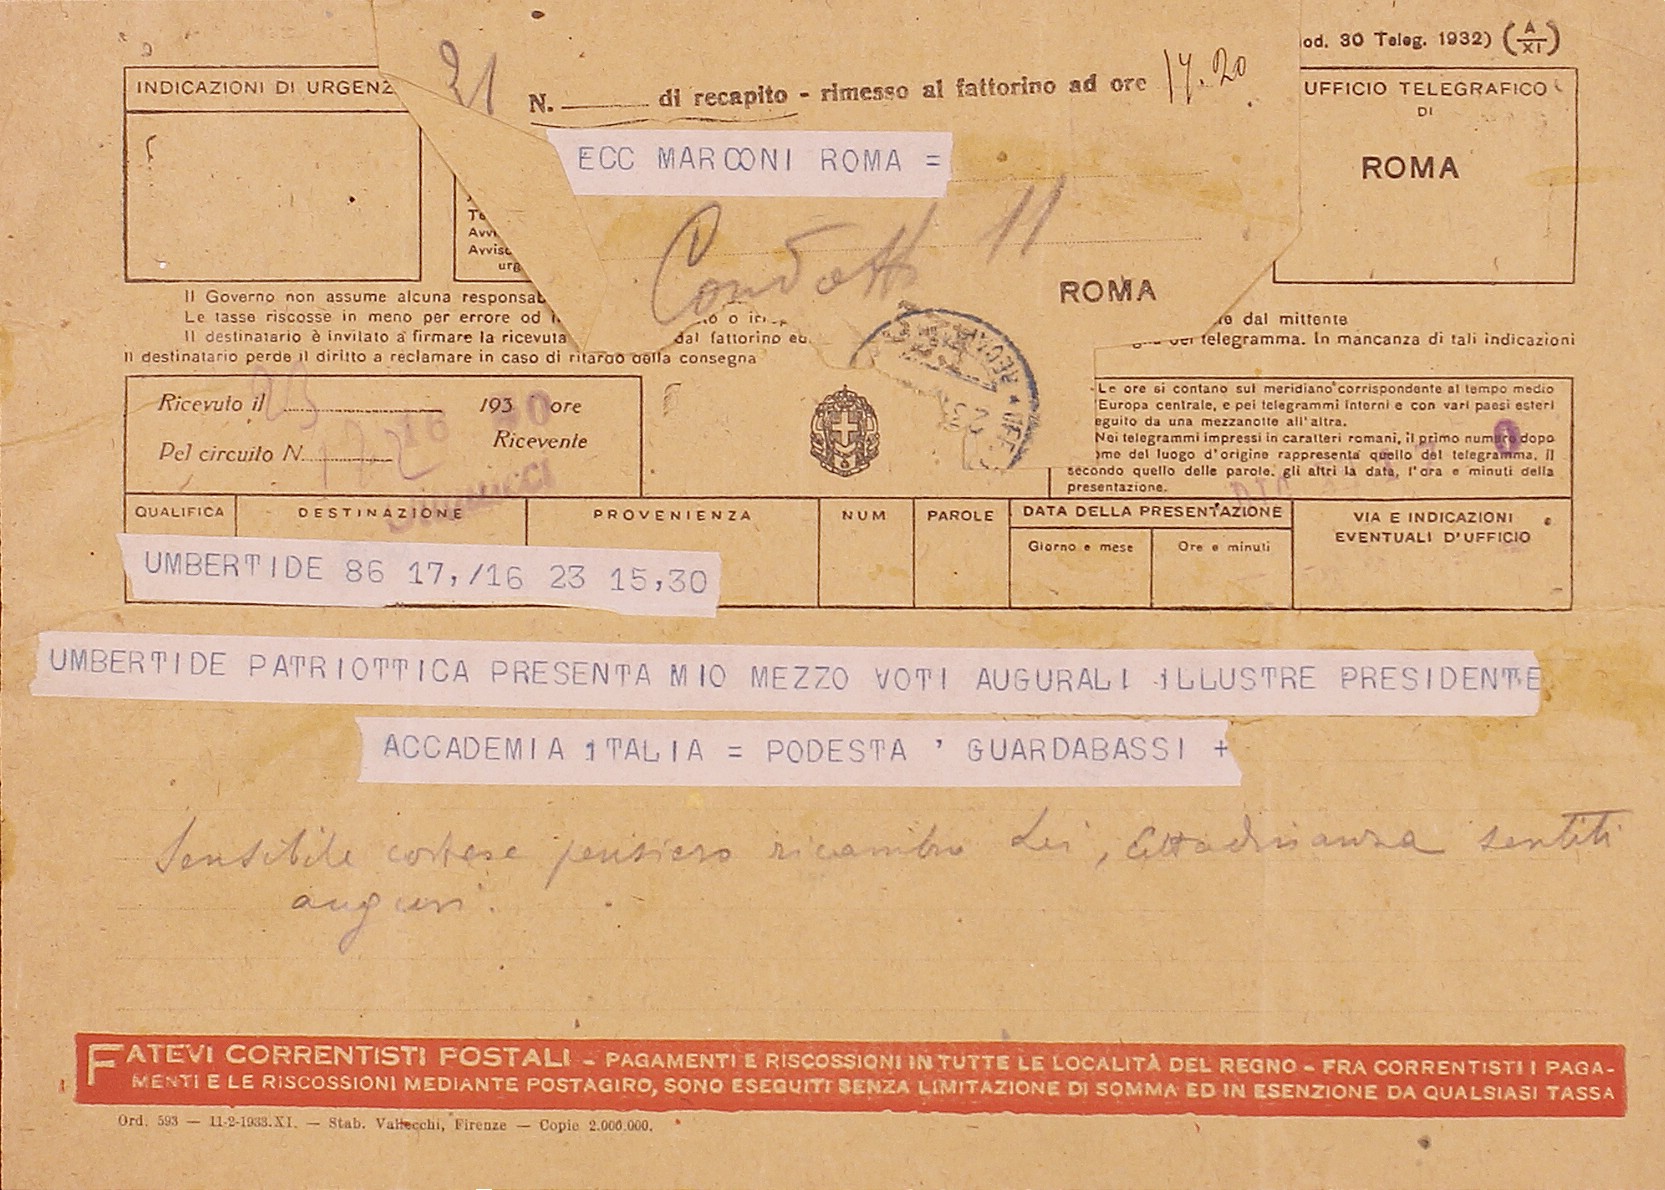 od. 30 Teleg. 1932) (A/XI)
INDICAZIONI DI URGENZ
21 N. di recapito - rimesso al fattorino ad ore 17.20
UFFICIO TELEGRAFICO
DI
ROMA
ECC MARCONI ROMA =
Condotti 11
ROMA
Te
Avvi
Avvisc
urg
Il Governo non assume alcuna responsab
Le tasse riscosse in meno per errore od
Il destinatario è invitato a firmare la ricevuta dal fattorino ed
Il destinatario perde il diritto a reclamare in caso di ritardo della consegna
dal mittente
telegramma. In mancanza di tali indicazioni
Ricevuto il 23 193 ore
Pel circuito N. Ricevente
Le ore si contano sul meridiano corrispondente al tempo medio
Europa centrale, e pei telegrammi interni e con vari paesi esteri
eguito da una mezzanotte all'altra.
Nei telegrammi impressi in caratteri romani, il primo numero dopo
ome del luogo d'origine rappresenta quello del telegramma, il
secondo quello delle parole, gli altri la data, l'ora e minuti della
presentazione.
QUALIFICA DESTINAZIONE PROVENIENZA NUM PAROLE DATA DELLA PRESENTAZIONE VIA E INDICAZIONI
EVENTUALI D'UFFICIO
Giorno e mese Ore e minuti
UMBERTIDE 86 17,/16 23 15,30
UMBERTIDE PATRIOTTICA PRESENTA MIO MEZZO VOTI AUGURALI ILLUSTRE PRESIDENTE
ACCADEMIA ITALIA = PODESTA ' GUARDABASSI +
Sensibile cortese pensiero ricambio Lei, cittadinanza sentiti
auguri.
FATEVI CORRENTISTI POSTALI - PAGAMENTI E RISCOSSIONI IN TUTTE LE LOCALITÀ DEL REGNO - FRA CORRENTISTI I PAGA-
MENTI E LE RISCOSSIONI MEDIANTE POSTAGIRO, SONO ESEGUITI SENZA LIMITAZIONE DI SOMMA ED IN ESENZIONE DA QUALSIASI TASSA
Ord. 593 — 11-2-1933.XI. — Stab. Vallecchi, Firenze — Copie 2.000.000.